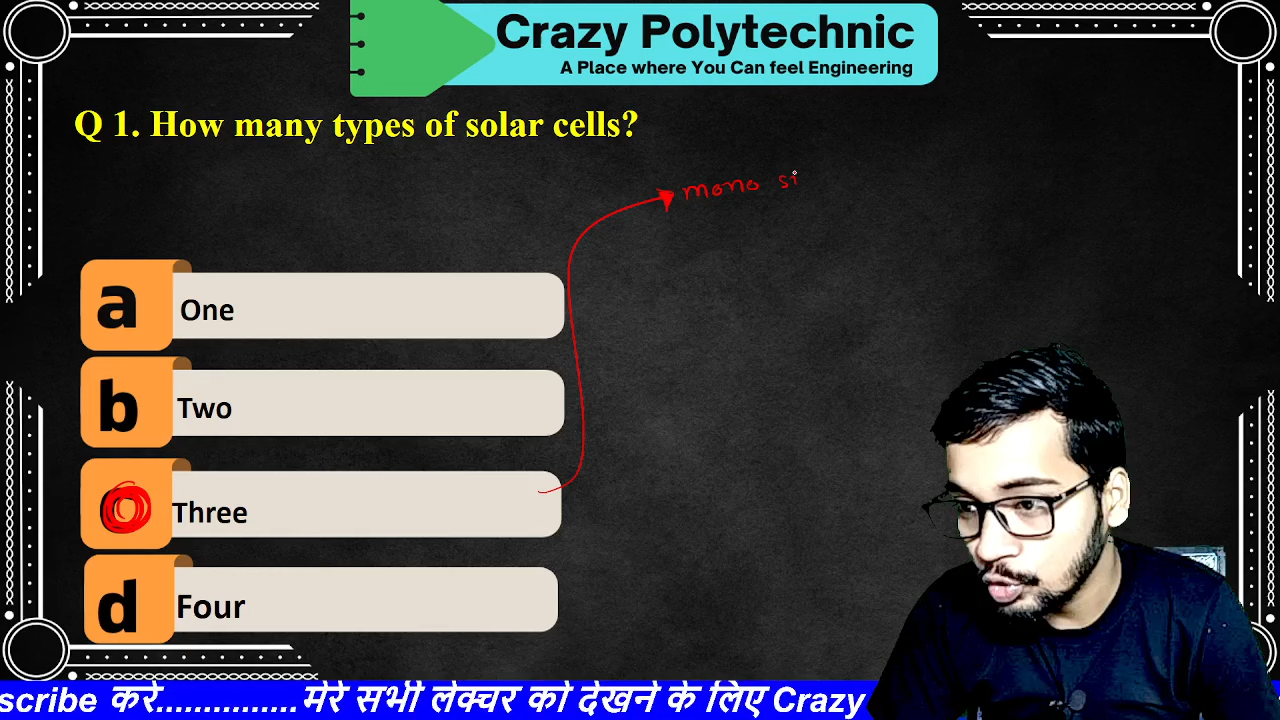 Crazy Polytechnic
A Place where You Can feel Engineering
Q 1. How many types of solar cells?
mono si
a One
b Two
Three
d Four
scribe करे...............मेरे सभी लेक्चर को देखने के लिए Crazy